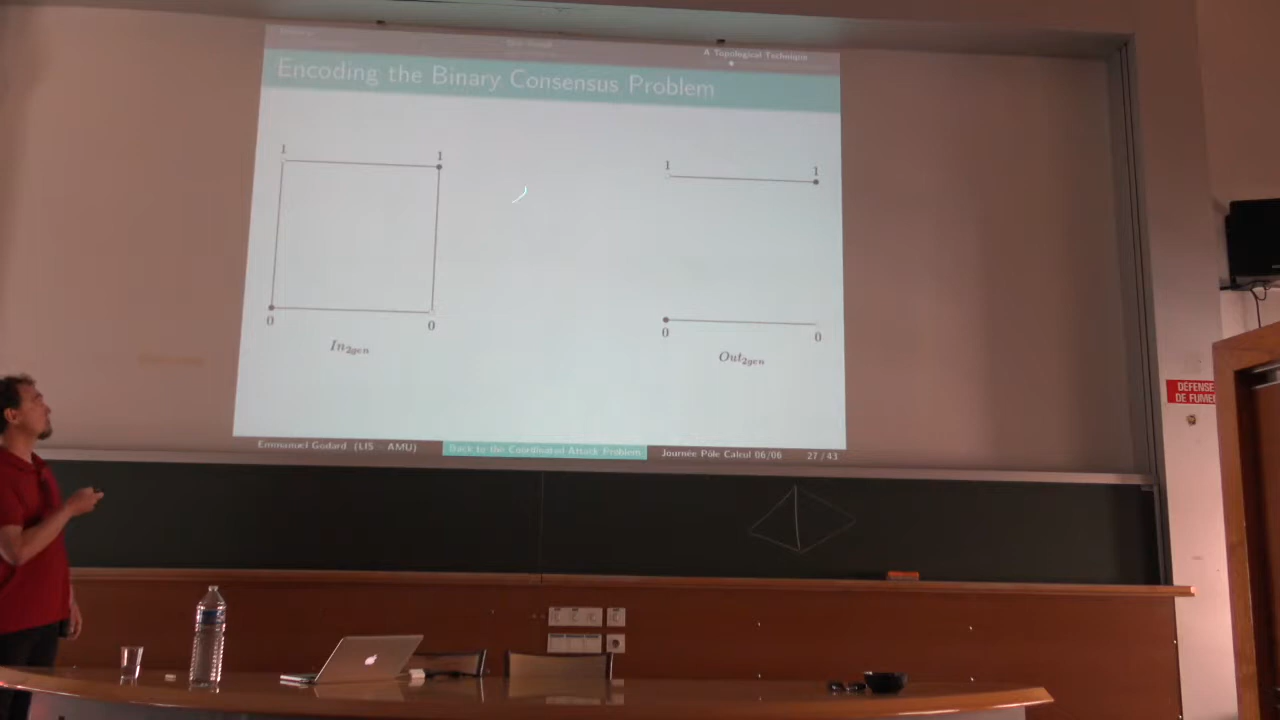 A Topological Technique
Encoding the Binary Consensus Problem
1 1
1 1
0 0
0 0
In2gen
Out2gen
Emmanuel Godard (LIS - AMU) Back to the Coordinated Attack Problem Journée Pôle Calcul 06/06 27 / 43
DÉFENSE
DE FUMER